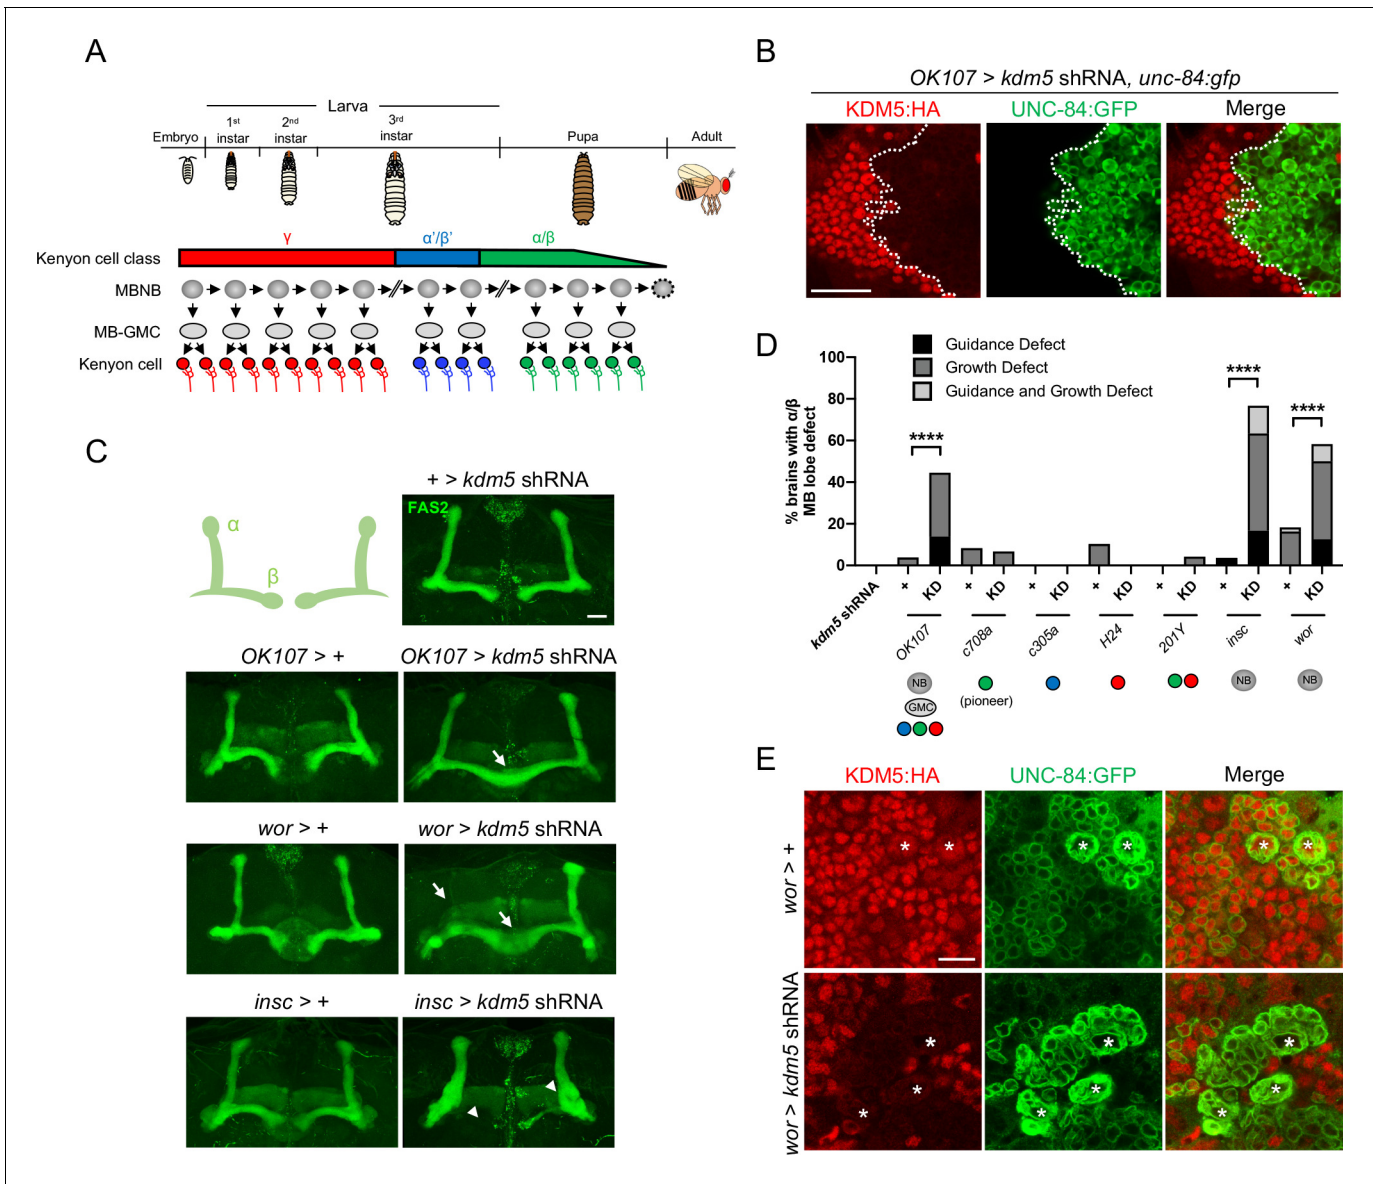 A
Larva
Embryo
1st instar
2nd instar
3rd instar
Pupa
Adult
γ
α'/β'
α/β
Kenyon cell class
MBNB
MB-GMC
Kenyon cell
B
OK107 > kdm5 shRNA, unc-84:gfp
KDM5:HA
UNC-84:GFP
Merge
C
α
β
+ > kdm5 shRNA
FAS2
OK107 > +
OK107 > kdm5 shRNA
wor > +
wor > kdm5 shRNA
insc > +
insc > kdm5 shRNA
D
Guidance Defect
Growth Defect
Guidance and Growth Defect
% brains with α/β
MB lobe defect
100
80
60
40
20
0
****
****
****
kdm5 shRNA
+ KD + KD + KD + KD + KD + KD + KD
OK107
c708a
c305a
H24
201Y
insc
wor
NB
GMC
(pioneer)
NB
NB
E
KDM5:HA
UNC-84:GFP
Merge
wor > +
* * * * * *
wor > kdm5 shRNA
* * * * * * * * *